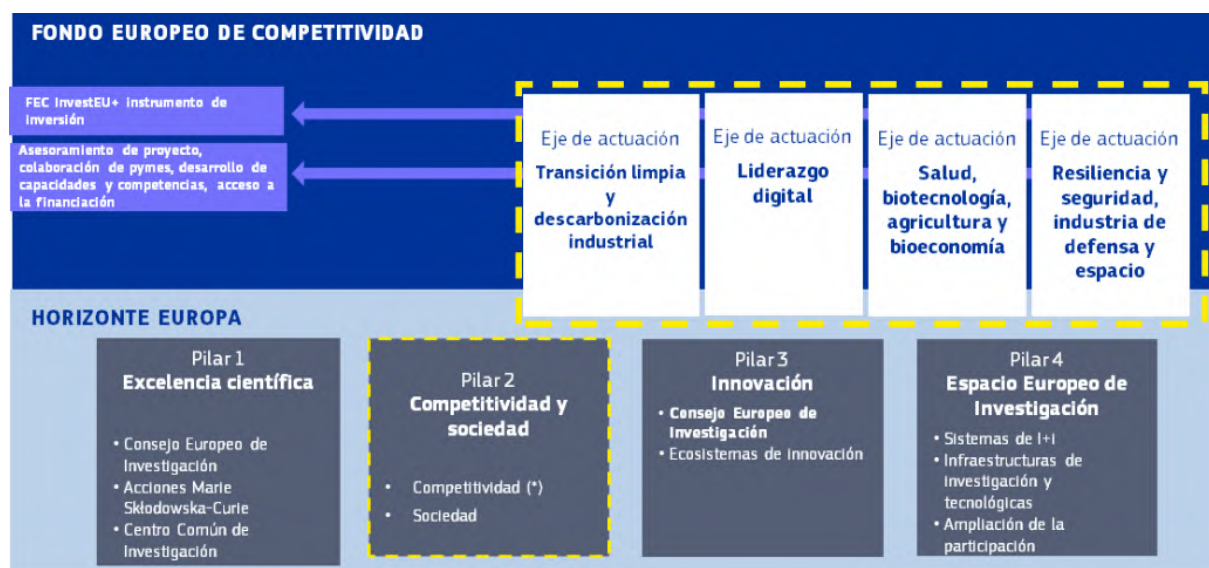 FONDO EUROPEO DE COMPETITIVIDAD
FEC InvestEU+ instrumento de
inversión
Asesoramiento de proyecto,
colaboración de pymes, desarrollo de
capacidades y competencias, acceso a
la financiación
Eje de actuación
Transición limpia
y
descarbonización
industrial
Eje de actuación
Liderazgo
digital
Eje de actuación
Salud,
biotecnología,
agricultura y
bioeconomía
Eje de actuación
Resiliencia y
seguridad,
industria de
defensa y
espacio
HORIZONTE EUROPA
Pilar 1
Excelencia científica
• Consejo Europeo de
Investigación
• Acciones Marie
Skłodowska-Curie
• Centro Común de
Investigación
Pilar 2
Competitividad y
sociedad
• Competitividad (*)
• Sociedad
Pilar 3
Innovación
• Consejo Europeo de
Investigación
• Ecosistemas de innovación
Pilar 4
Espacio Europeo de
Investigación
• Sistemas de I+i
• Infraestructuras de
investigación y
tecnológicas
• Ampliación de la
participación